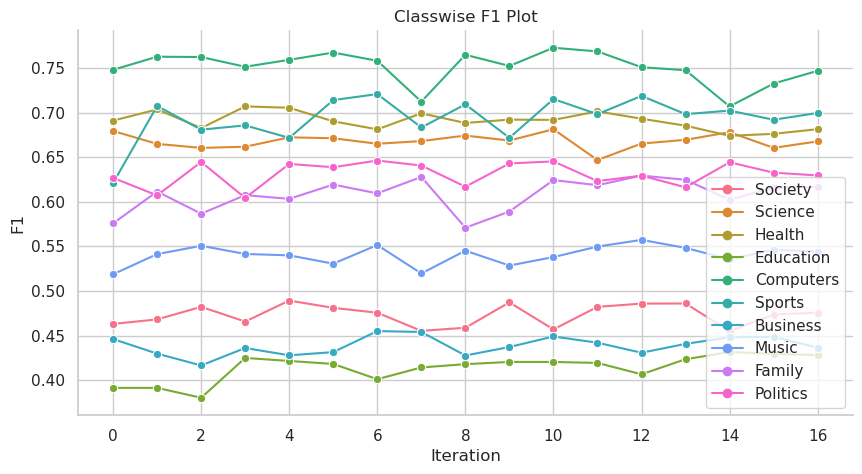 Classwise F1 Plot
F1
0.75
0.70
0.65
0.60
0.55
0.50
0.45
0.40
Society
Science
Health
Education
Computers
Sports
Business
Music
Family
Politics
0 2 4 6 8 10 12 14 16
Iteration